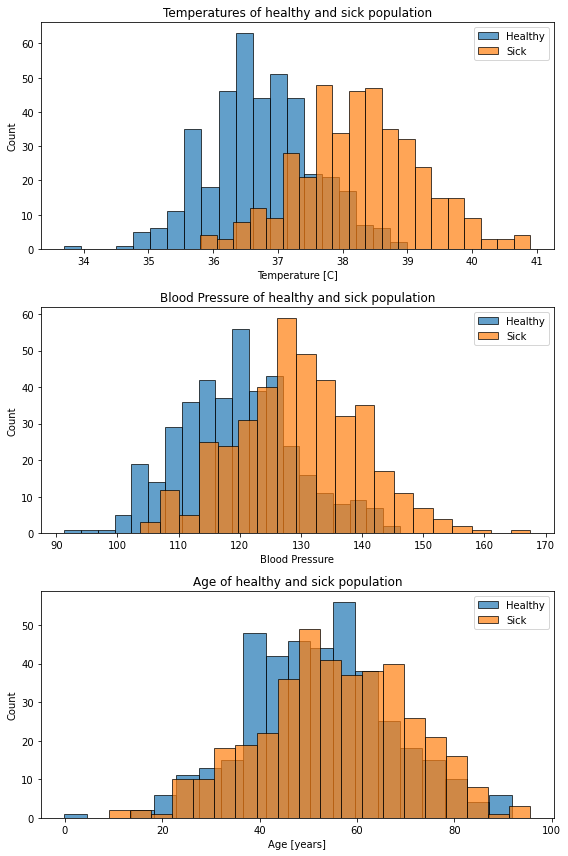 Temperatures of healthy and sick population
Healthy
Sick
Count
60
50
40
30
20
10
0
34 35 36 37 38 39 40 41
Temperature [C]
Blood Pressure of healthy and sick population
Healthy
Sick
Count
60
50
40
30
20
10
0
90 100 110 120 130 140 150 160 170
Blood Pressure
Age of healthy and sick population
Healthy
Sick
Count
50
40
30
20
10
0
0 20 40 60 80 100
Age [years]